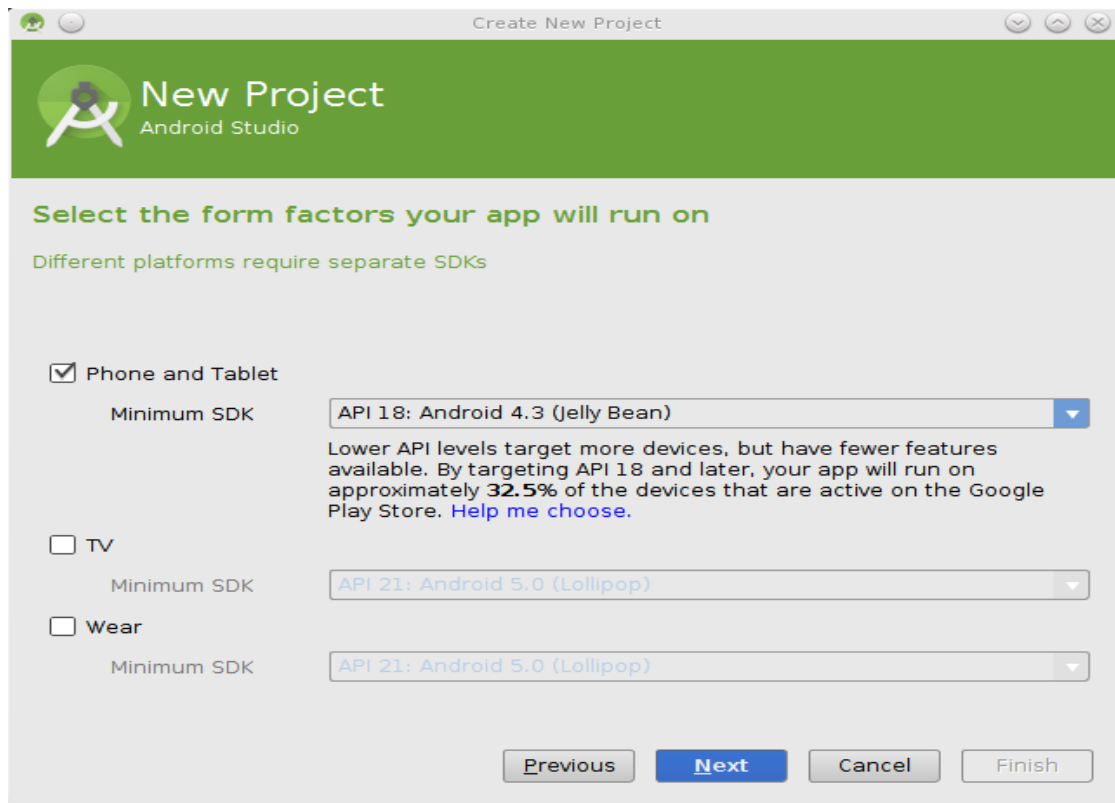 Create New Project
New Project
Android Studio
Select the form factors your app will run on
Different platforms require separate SDKs
Phone and Tablet
Minimum SDK
API 18: Android 4.3 (Jelly Bean)
Lower API levels target more devices, but have fewer features
available. By targeting API 18 and later, your app will run on
approximately 32.5% of the devices that are active on the Google
Play Store. Help me choose.
TV
Minimum SDK
API 21: Android 5.0 (Lollipop)
Wear
Minimum SDK
API 21: Android 5.0 (Lollipop)
Previous
Next
Cancel
Finish